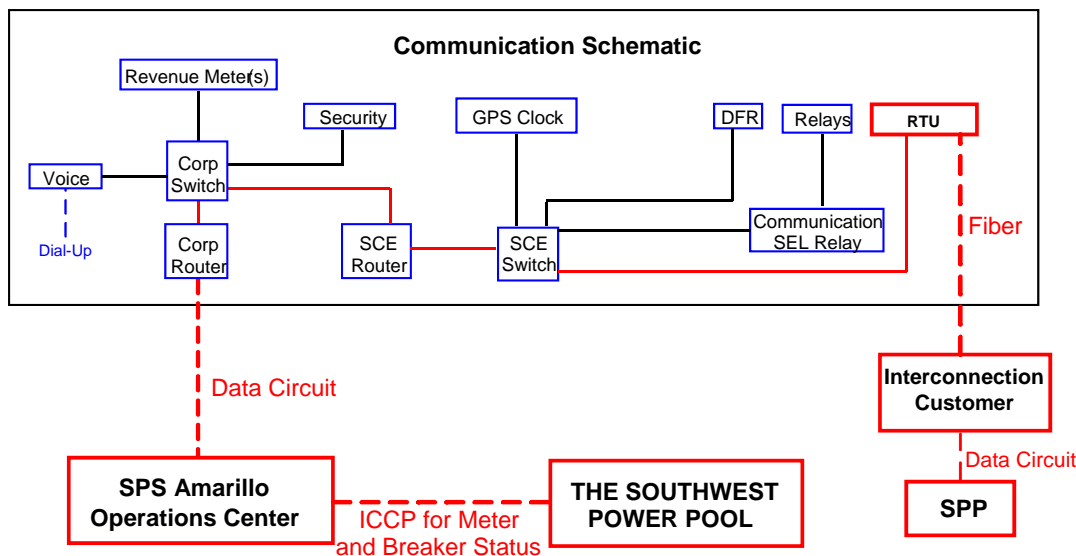 Communication Schematic
Revenue Meter(s)
Security
GPS Clock
DFR
Relays
RTU
Voice
Corp
Switch
Dial-Up
Corp
Router
SCE
Router
SCE
Switch
Communication
SEL Relay
Fiber
Data Circuit
Interconnection
Customer
Data Circuit
SPP
SPS Amarillo
Operations Center
ICCP for Meter
and Breaker Status
THE SOUTHWEST
POWER POOL